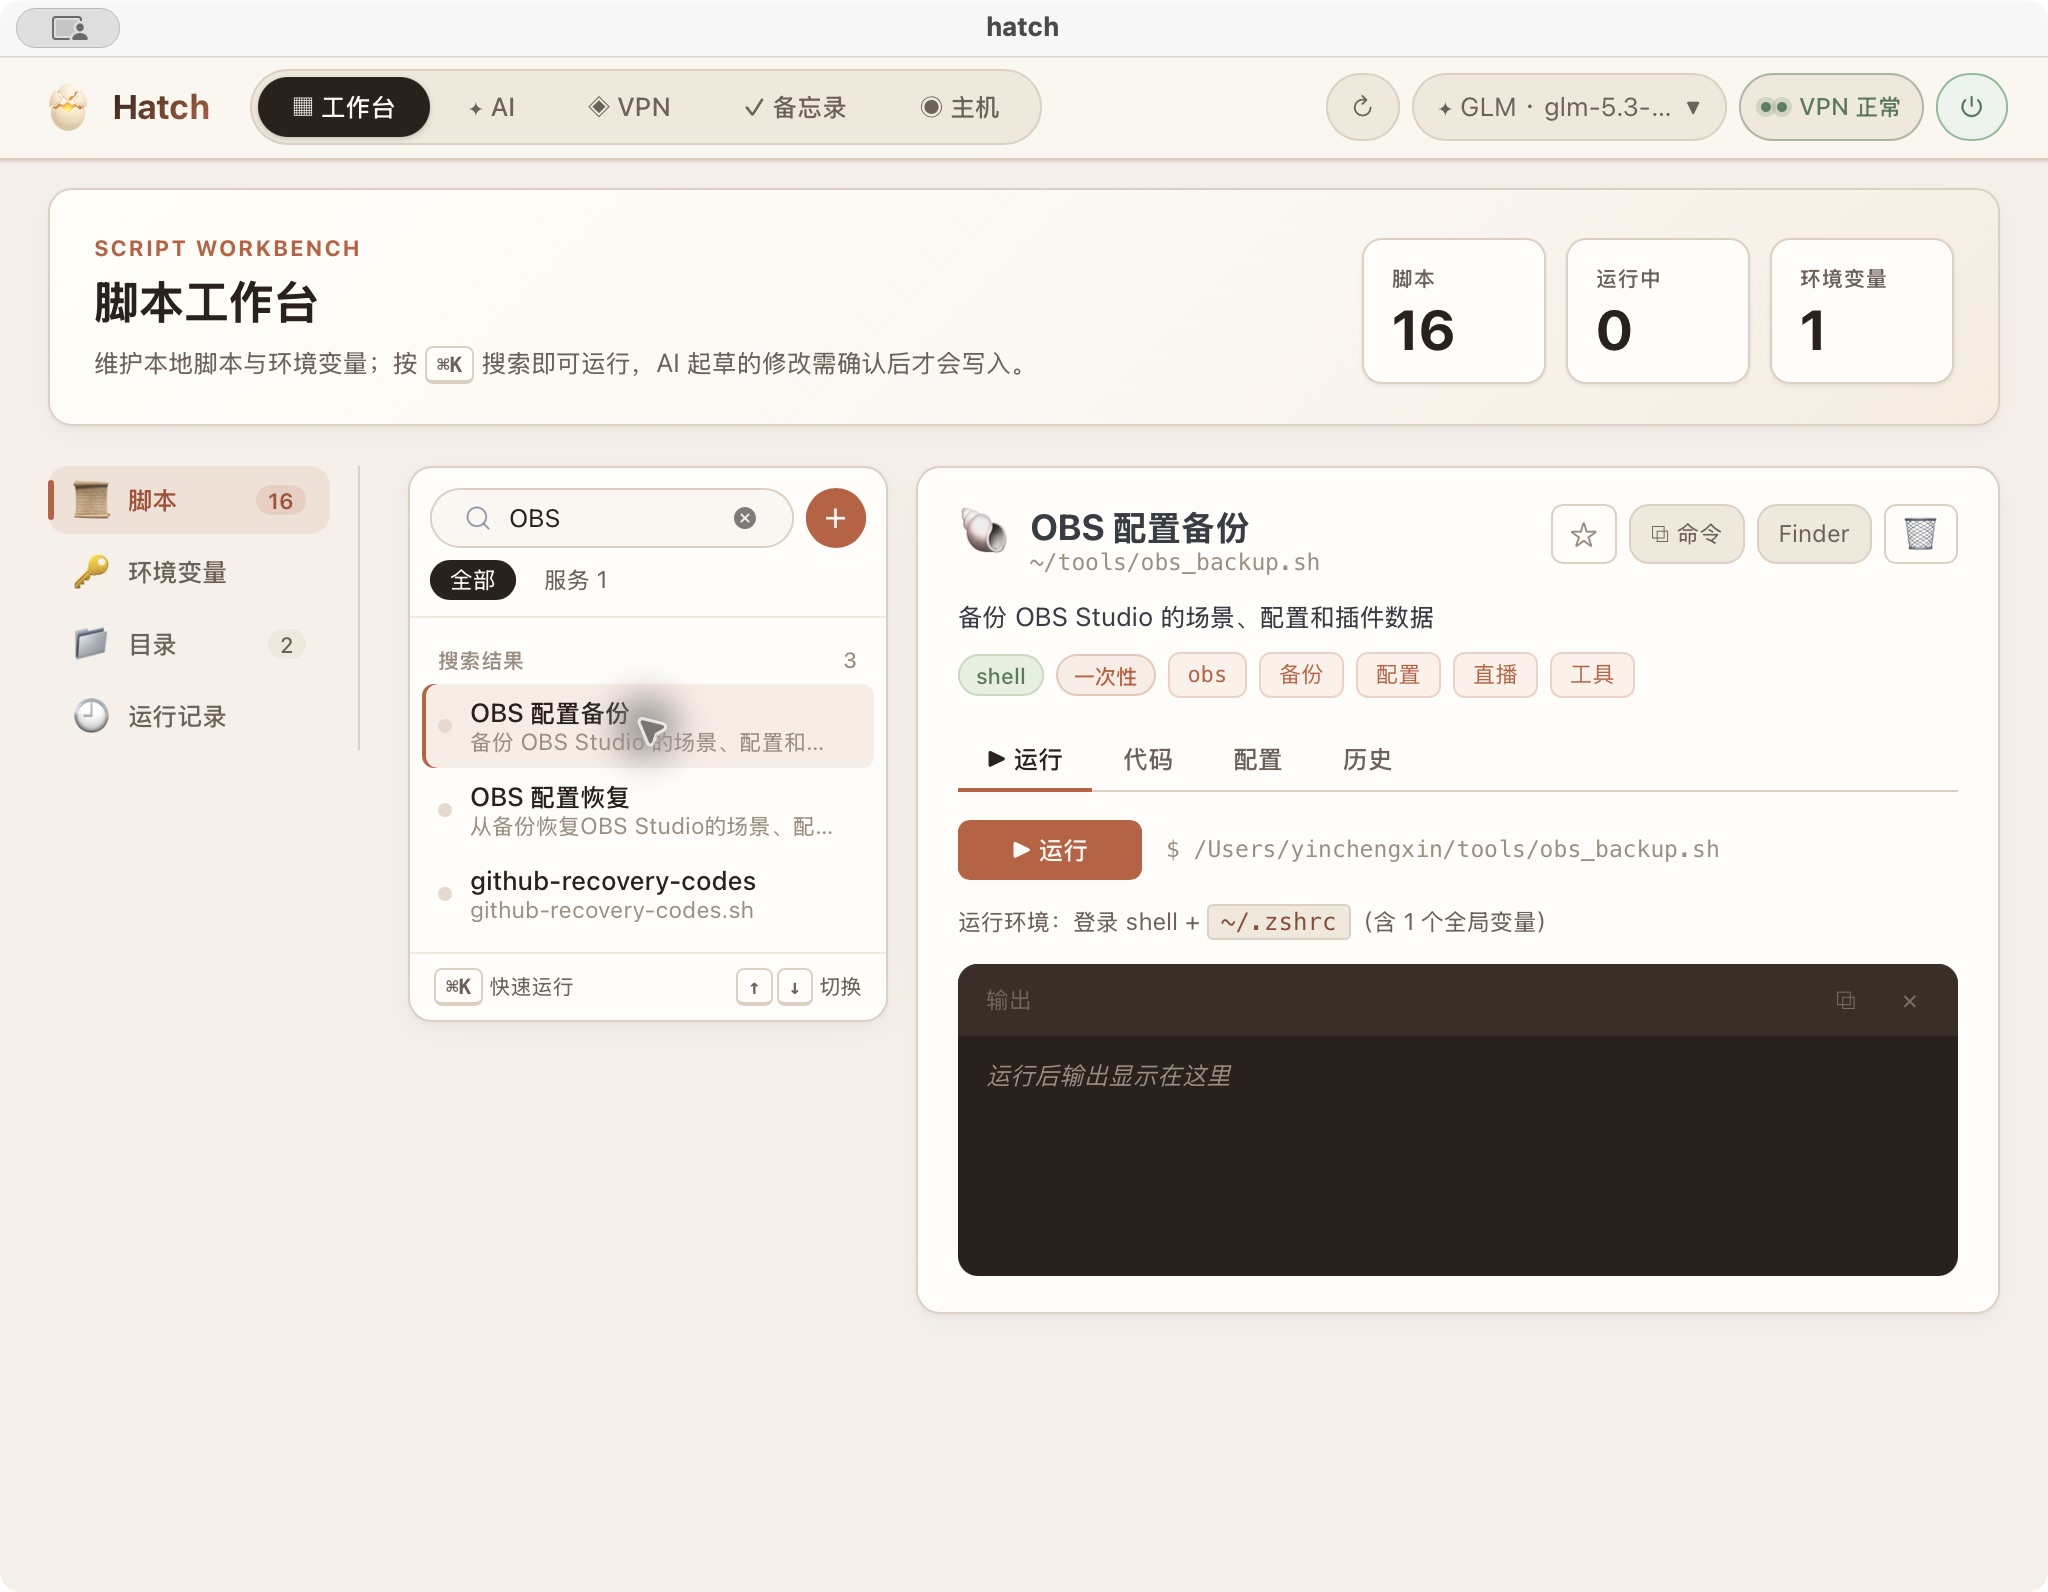 hatch
Hatch
工作台
AI
VPN
备忘录
主机
GLM · glm-5.3-...
VPN 正常
SCRIPT WORKBENCH
脚本工作台
维护本地脚本与环境变量；按 ⌘K 搜索即可运行，AI 起草的修改需确认后才会写入。
脚本
16
运行中
0
环境变量
1
脚本 16
环境变量
目录 2
运行记录
OBS
全部 服务 1
搜索结果 3
OBS 配置备份
备份 OBS Studio 的场景、配置和...
OBS 配置恢复
从备份恢复OBS Studio的场景、配...
github-recovery-codes
github-recovery-codes.sh
⌘K 快速运行 ↑ ↓ 切换
OBS 配置备份
~/tools/obs_backup.sh
命令
Finder
备份 OBS Studio 的场景、配置和插件数据
shell 一次性 obs 备份 配置 直播 工具
▶ 运行 代码 配置 历史
▶ 运行 $ /Users/yinchengxin/tools/obs_backup.sh
运行环境：登录 shell + ~/.zshrc （含 1 个全局变量）
输出
运行后输出显示在这里